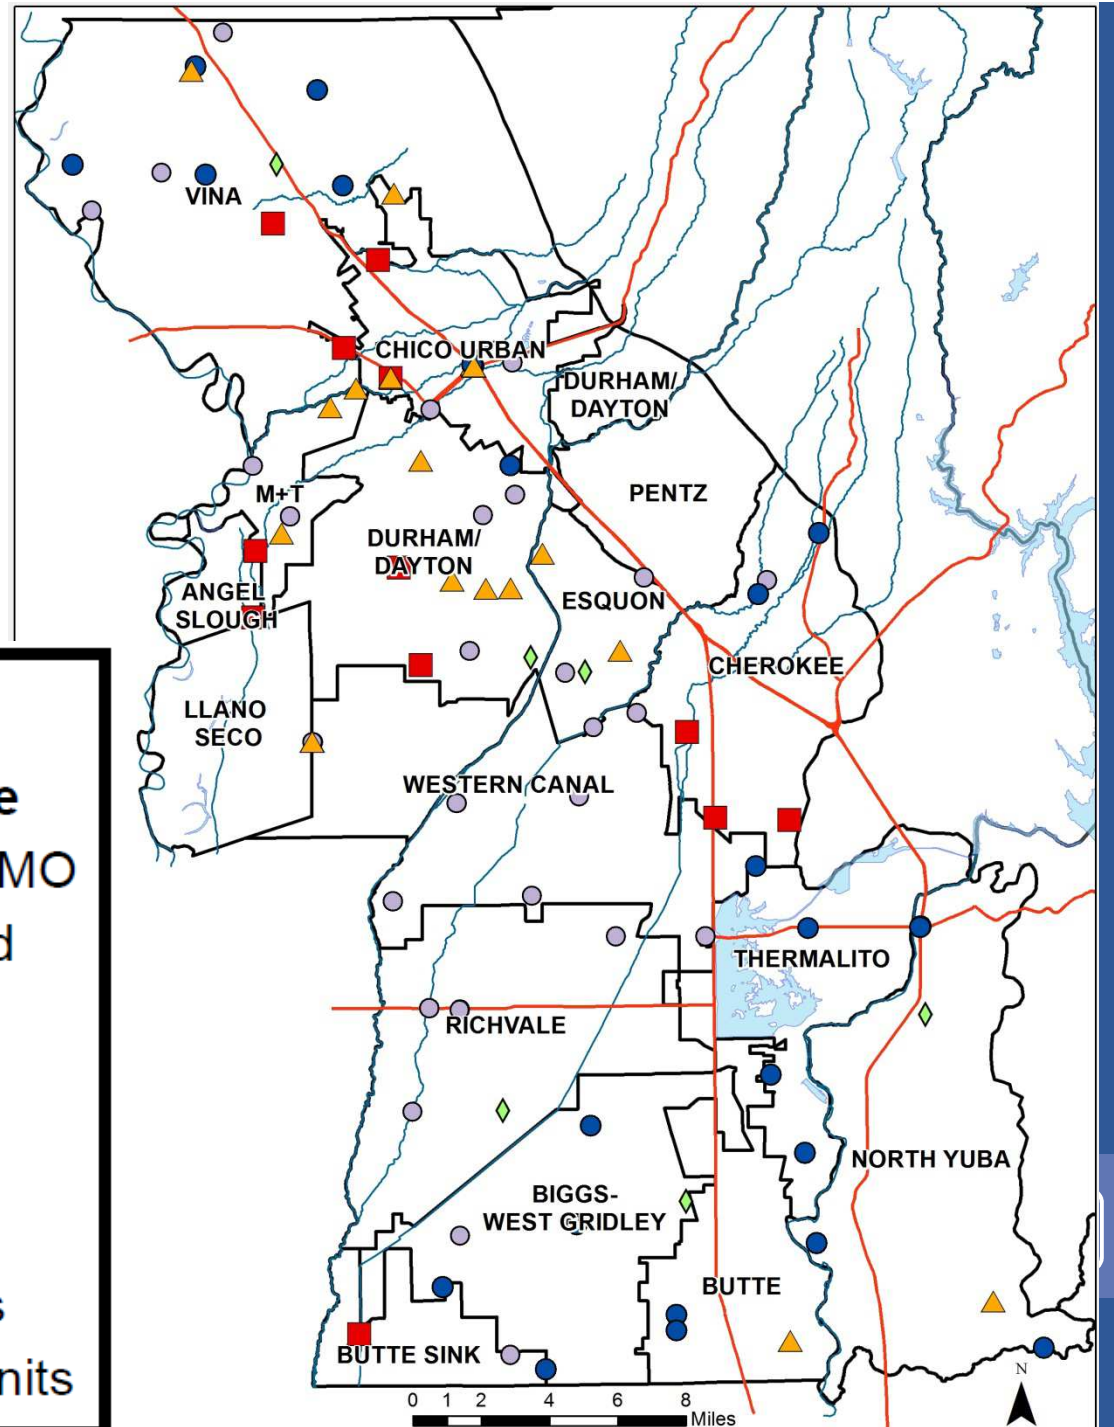 VINA
CHICO URBAN
DURHAM/
DAYTON
PENTZ
M+T
DURHAM/
DAYTON
ANGEL
SLOUGH
ESQUON
CHEROKEE
LLANO
SECO
WESTERN CANAL
MO
THERMALITO
RICHVALE
NORTH YUBA
BIGGS-
WEST GRIDLEY
BUTTE
BUTTE SINK
N
0 1 2 4 6 8
Miles